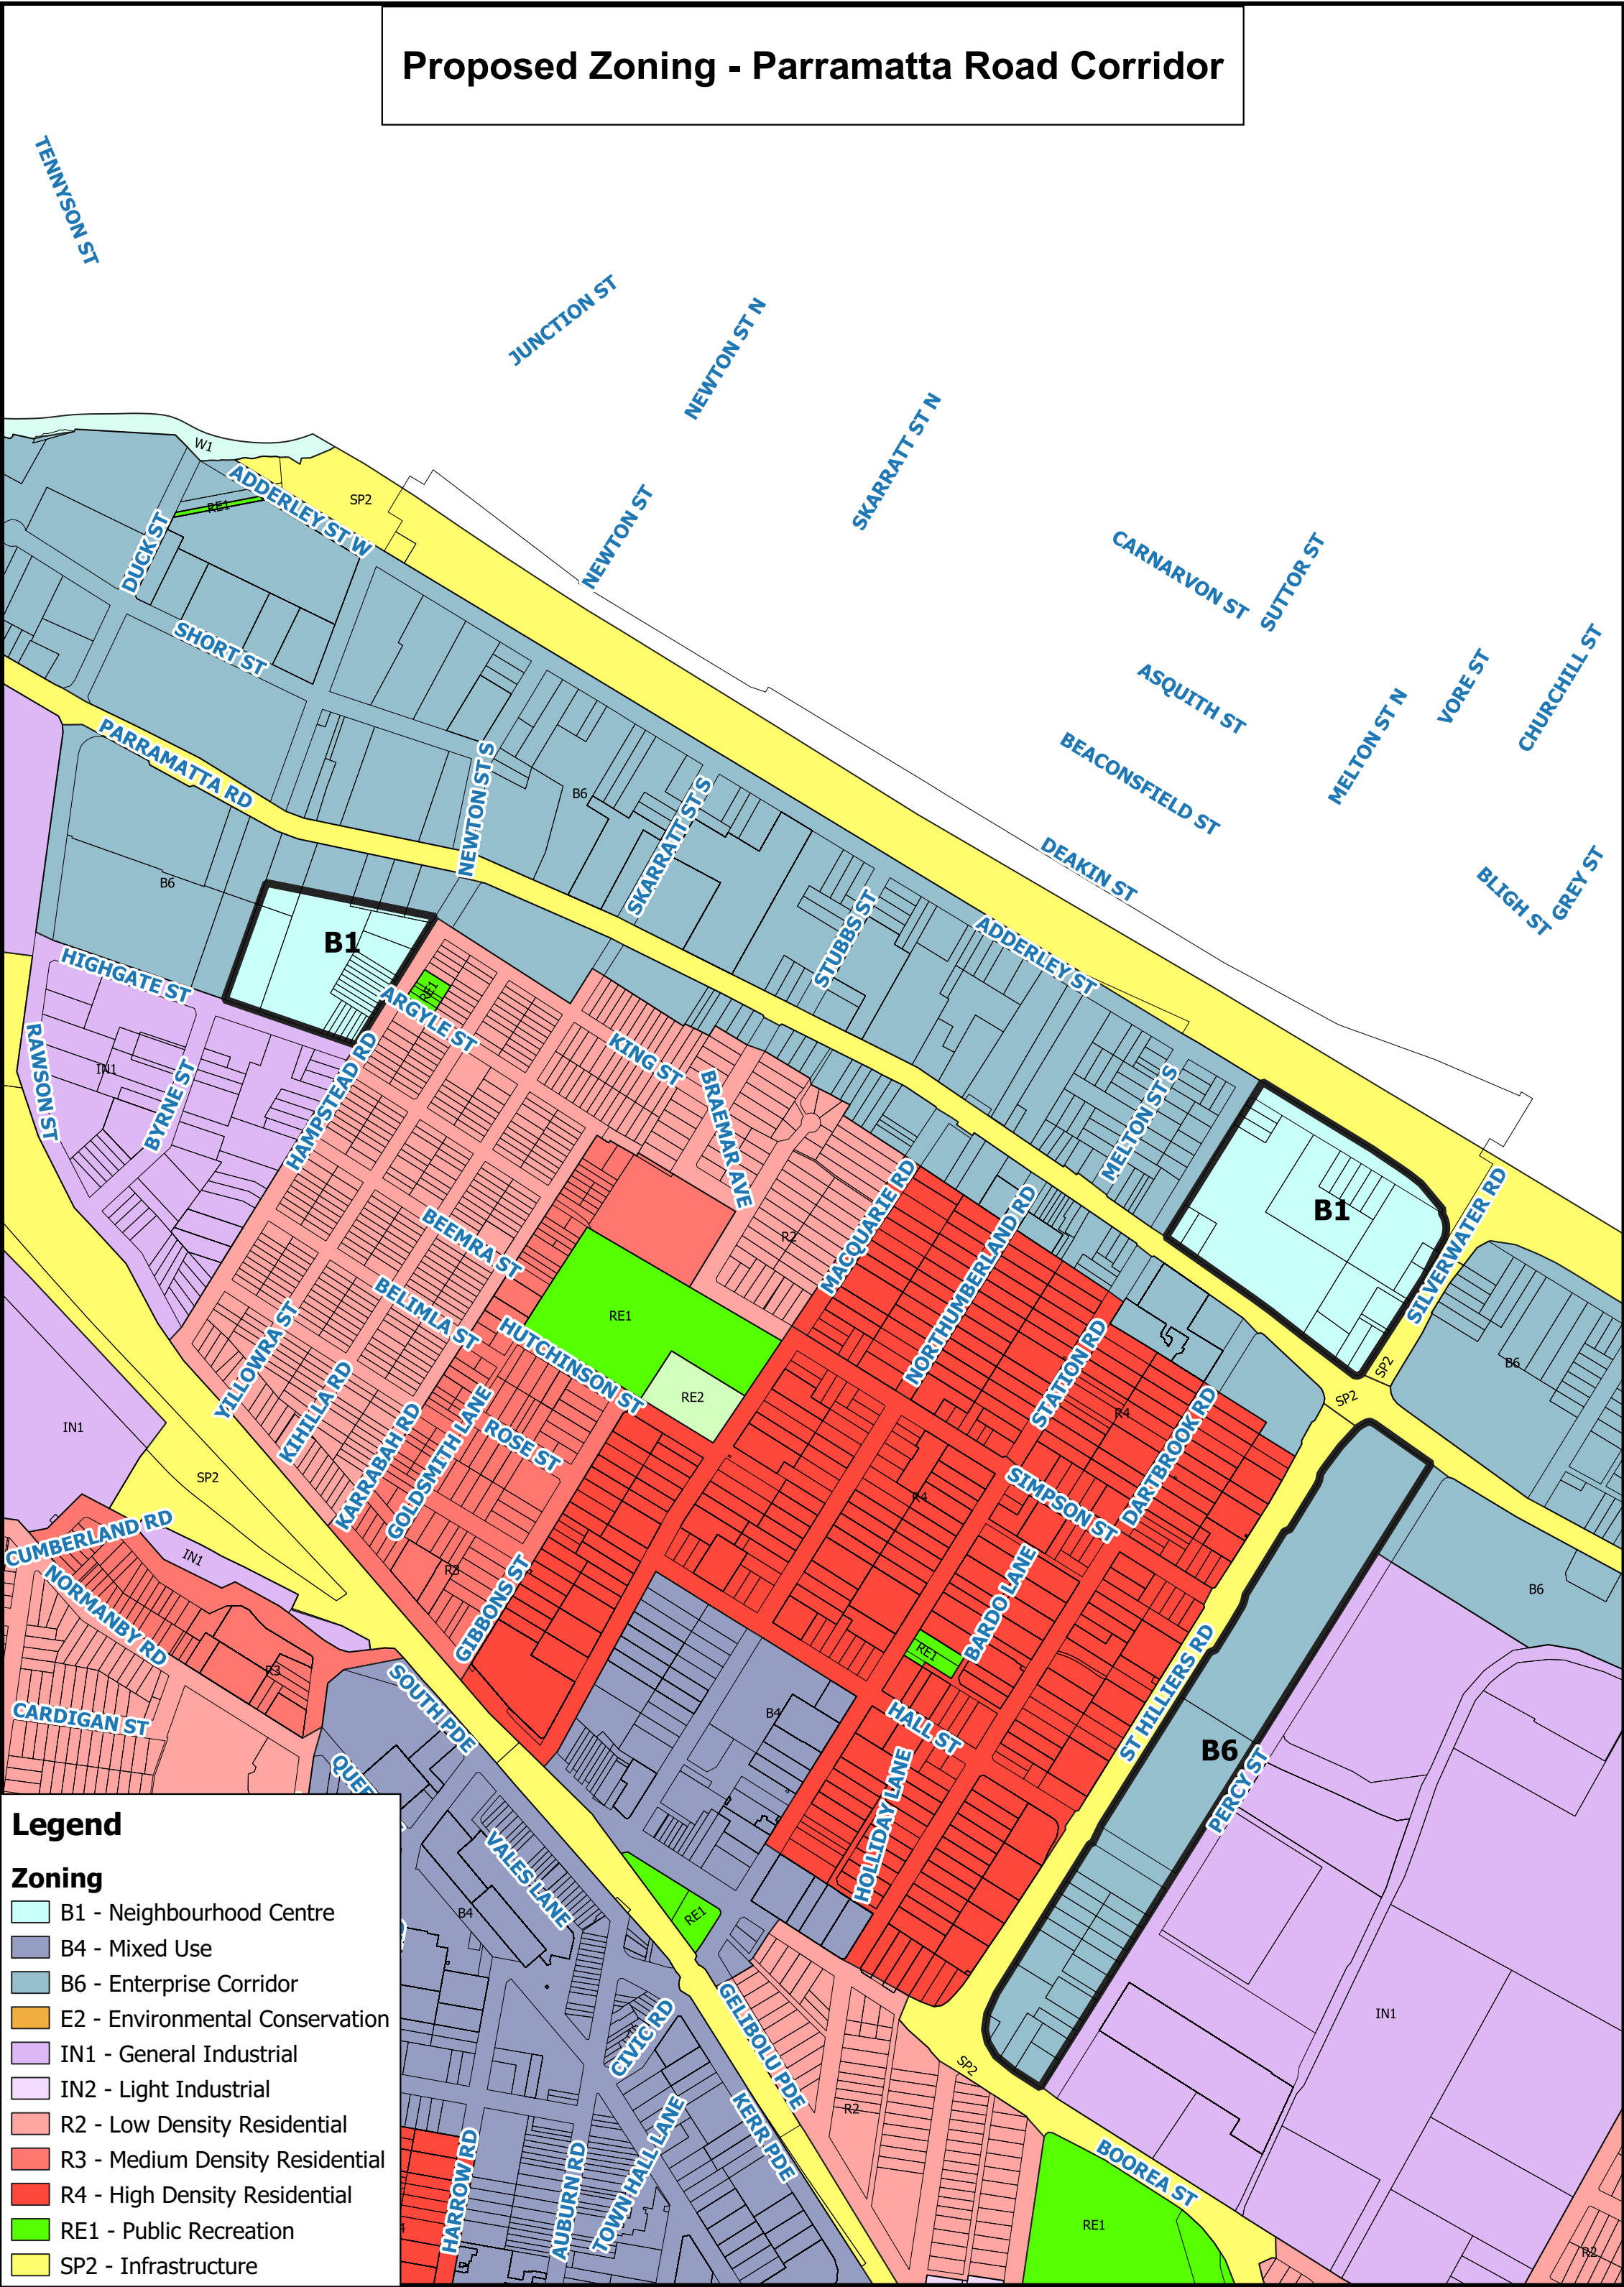 Proposed Zoning - Parramatta Road Corridor
TENNYSON ST
JUNCTION ST
NEWTON ST N
SKARRATT ST N
W1
ADDERLEY ST W
SP2
RE1
DUCK ST
NEWTON ST
CARNARVON ST
SUTTOR ST
SHORT ST
ASQUITH ST
VORE ST
CHURCHILL ST
MELTON ST N
BEACONSFIELD ST
PARRAMATTA RD
NEWTON ST S
B6
SKARRATT ST S
DEAKIN ST
BLIGH ST
GREY ST
B6
B1
STUBBS ST
ADDERLEY ST
HIGHGATE ST
RE1
ARGYLE ST
KING ST
RAWSON ST
IN1
BYRNE ST
HAMPSTEAD RD
BRAEMAR AVE
MELTON ST S
B1
SILVERWATER RD
MACQUARIE RD
NORTHUMBERLAND RD
R2
BEEMRA ST
BELIMLA ST
RE1
HUTCHINSON ST
YILLOWRA ST
STATION RD
SP2
B6
SP2
RE2
KIHILLA RD
KARRABAH RD
GOLDSMITH LANE
ROSE ST
R4
DARTBROOK RD
IN1
SP2
R4
SIMPSON ST
CUMBERLAND RD
IN1
NORMANBY RD
R3
GIBBONS ST
BARDO LANE
B6
RE1
R3
SOUTH PDE
CARDIGAN ST
B4
HALL ST
ST HILLIERS RD
B6
PERCY ST
HOLLIDAY LANE
VALES LANE
B4
RE1
IN1
CIVIC RD
GELIBOLU PDE
SP2
R2
KERR PDE
HARROW RD
AUBURN RD
TOWN HALL LANE
BOOREA ST
RE1
R2
Legend
Zoning
B1 - Neighbourhood Centre
B4 - Mixed Use
B6 - Enterprise Corridor
E2 - Environmental Conservation
IN1 - General Industrial
IN2 - Light Industrial
R2 - Low Density Residential
R3 - Medium Density Residential
R4 - High Density Residential
RE1 - Public Recreation
SP2 - Infrastructure